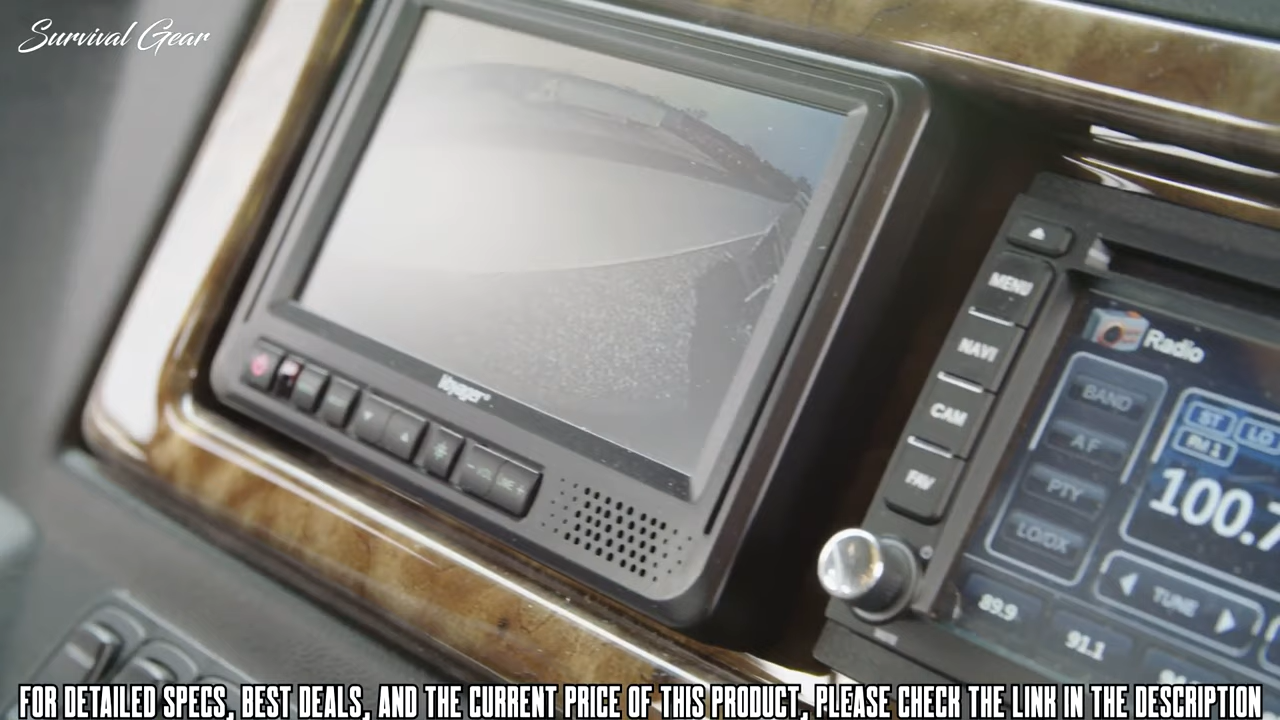 Survival Gear
Voyager
MENU
NAVI
CAM
FAV
Radio
BAND
AF
PTY
LO/DX
ST LO
FM 1
100.7
TUNE
89.9
91.1
FOR DETAILED SPECS, BEST DEALS, AND THE CURRENT PRICE OF THIS PRODUCT, PLEASE CHECK THE LINK IN THE DESCRIPTION